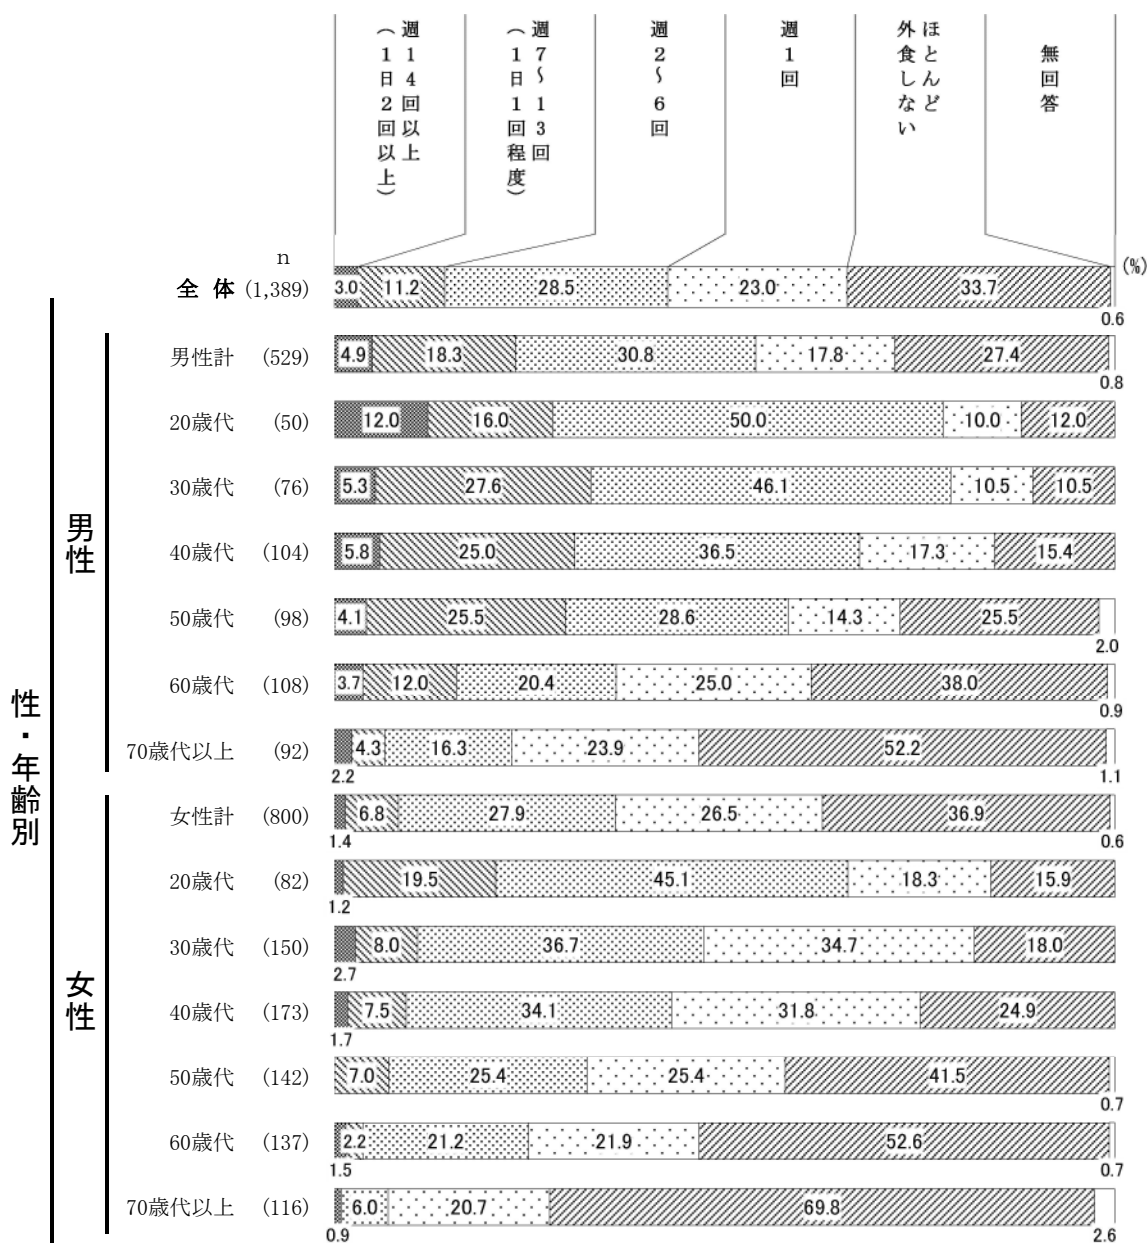 週14回以上
（1日2回以上）
週7～13回
（1日1回程度）
週2～6回
週1回
ほとんど
外食しない
無回答
n
(%)
全 体 (1,389) 3.0 11.2 28.5 23.0 33.7
0.6
男性計 (529) 4.9 18.3 30.8 17.8 27.4
0.8
20歳代 (50) 12.0 16.0 50.0 10.0 12.0
30歳代 (76) 5.3 27.6 46.1 10.5 10.5
40歳代 (104) 5.8 25.0 36.5 17.3 15.4
50歳代 (98) 4.1 25.5 28.6 14.3 25.5
2.0
60歳代 (108) 3.7 12.0 20.4 25.0 38.0
0.9
70歳代以上 (92) 4.3 16.3 23.9 52.2
2.2 1.1
女性計 (800) 6.8 27.9 26.5 36.9
1.4 0.6
20歳代 (82) 19.5 45.1 18.3 15.9
1.2
30歳代 (150) 8.0 36.7 34.7 18.0
2.7
40歳代 (173) 7.5 34.1 31.8 24.9
1.7
50歳代 (142) 7.0 25.4 25.4 41.5
0.7
60歳代 (137) 2.2 21.2 21.9 52.6
1.5 0.7
70歳代以上 (116) 6.0 20.7 69.8
0.9 2.6
性・年齢別
男性
女性